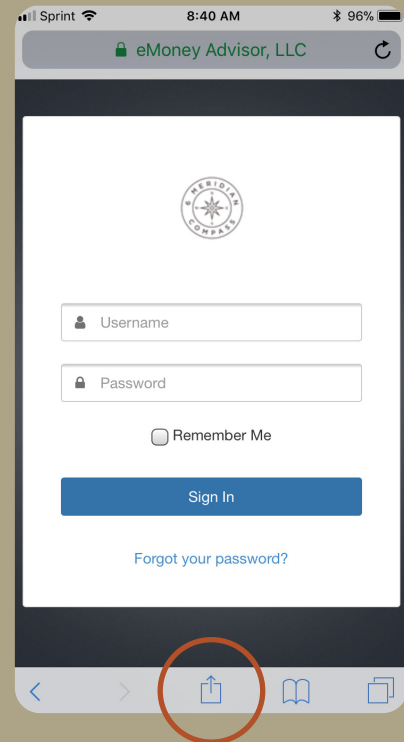 Sprint 8:40 AM 96%
eMoney Advisor, LLC
6 MERIDIAN
COMPASS
Username
Password
Remember Me
Sign In
Forgot your password?